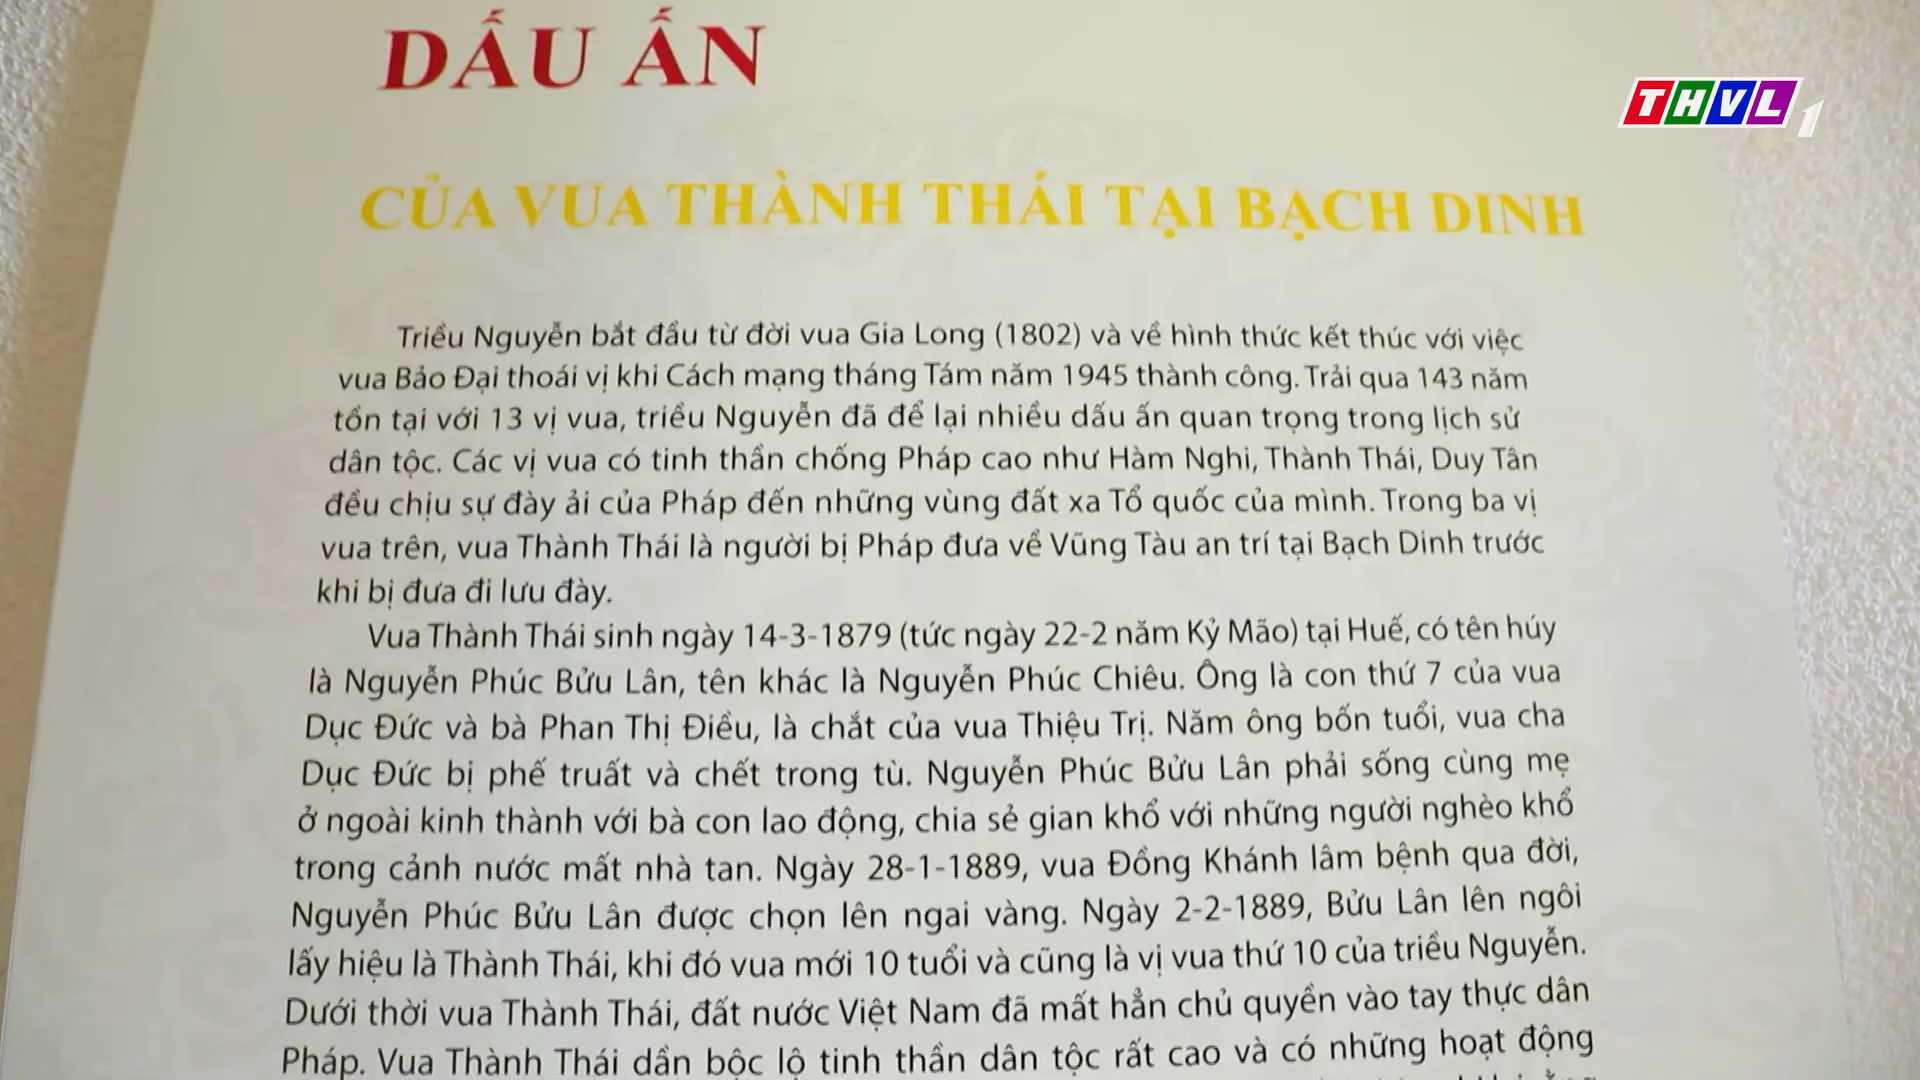 DẤU ẤN
THVL1
CỦA VUA THÀNH THÁI TẠI BẠCH DINH
Triều Nguyễn bắt đầu từ đời vua Gia Long (1802) và về hình thức kết thúc với việc
vua Bảo Đại thoái vị khi Cách mạng tháng Tám năm 1945 thành công. Trải qua 143 năm
tồn tại với 13 vị vua, triều Nguyễn đã để lại nhiều dấu ấn quan trọng trong lịch sử
dân tộc. Các vị vua có tinh thần chống Pháp cao như Hàm Nghi, Thành Thái, Duy Tân
đều chịu sự đày ải của Pháp đến những vùng đất xa Tổ quốc của mình. Trong ba vị
vua trên, vua Thành Thái là người bị Pháp đưa về Vũng Tàu an trí tại Bạch Dinh trước
khi bị đưa đi lưu đày.
Vua Thành Thái sinh ngày 14-3-1879 (tức ngày 22-2 năm Kỷ Mão) tại Huế, có tên húy
là Nguyễn Phúc Bửu Lân, tên khác là Nguyễn Phúc Chiêu. Ông là con thứ 7 của vua
Dục Đức và bà Phan Thị Điều, là chắt của vua Thiệu Trị. Năm ông bốn tuổi, vua cha
Dục Đức bị phế truất và chết trong tù. Nguyễn Phúc Bửu Lân phải sống cùng mẹ
ở ngoài kinh thành với bà con lao động, chia sẻ gian khổ với những người nghèo khổ
trong cảnh nước mất nhà tan. Ngày 28-1-1889, vua Đồng Khánh lâm bệnh qua đời,
Nguyễn Phúc Bửu Lân được chọn lên ngai vàng. Ngày 2-2-1889, Bửu Lân lên ngôi
lấy hiệu là Thành Thái, khi đó vua mới 10 tuổi và cũng là vị vua thứ 10 của triều Nguyễn.
Dưới thời vua Thành Thái, đất nước Việt Nam đã mất hẳn chủ quyền vào tay thực dân
Pháp. Vua Thành Thái dần bộc lộ tinh thần dân tộc rất cao và có những hoạt động